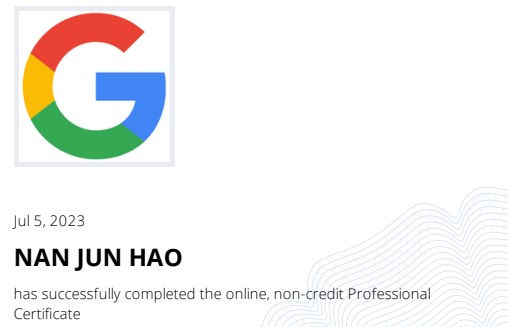 Jul 5, 2023
NAN JUN HAO
has successfully completed the online, non-credit Professional
Certificate